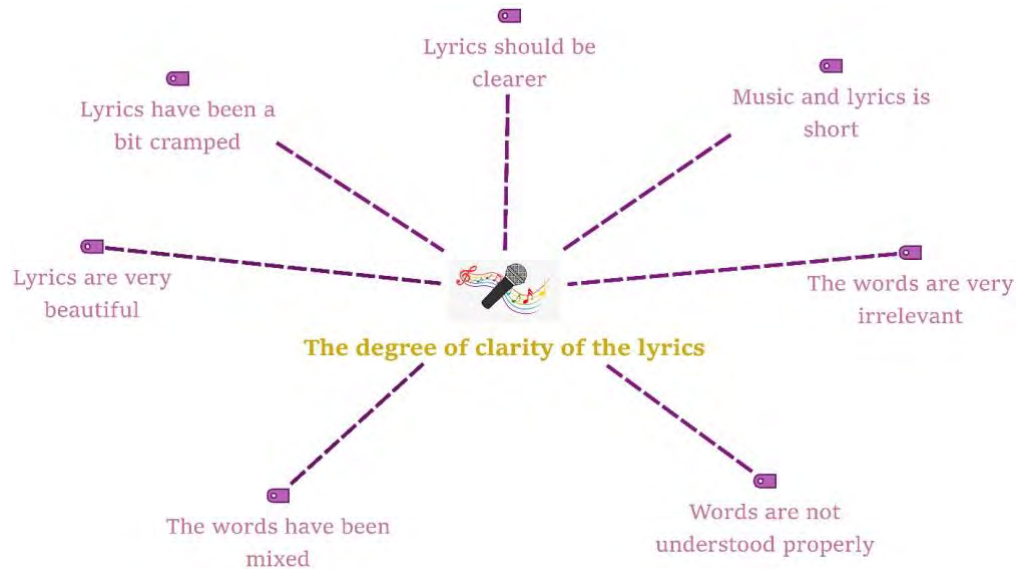 Lyrics should be
clearer
Lyrics have been a
bit cramped
Music and lyrics is
short
Lyrics are very
beautiful
The words are very
irrelevant
The degree of clarity of the lyrics
The words have been
mixed
Words are not
understood properly